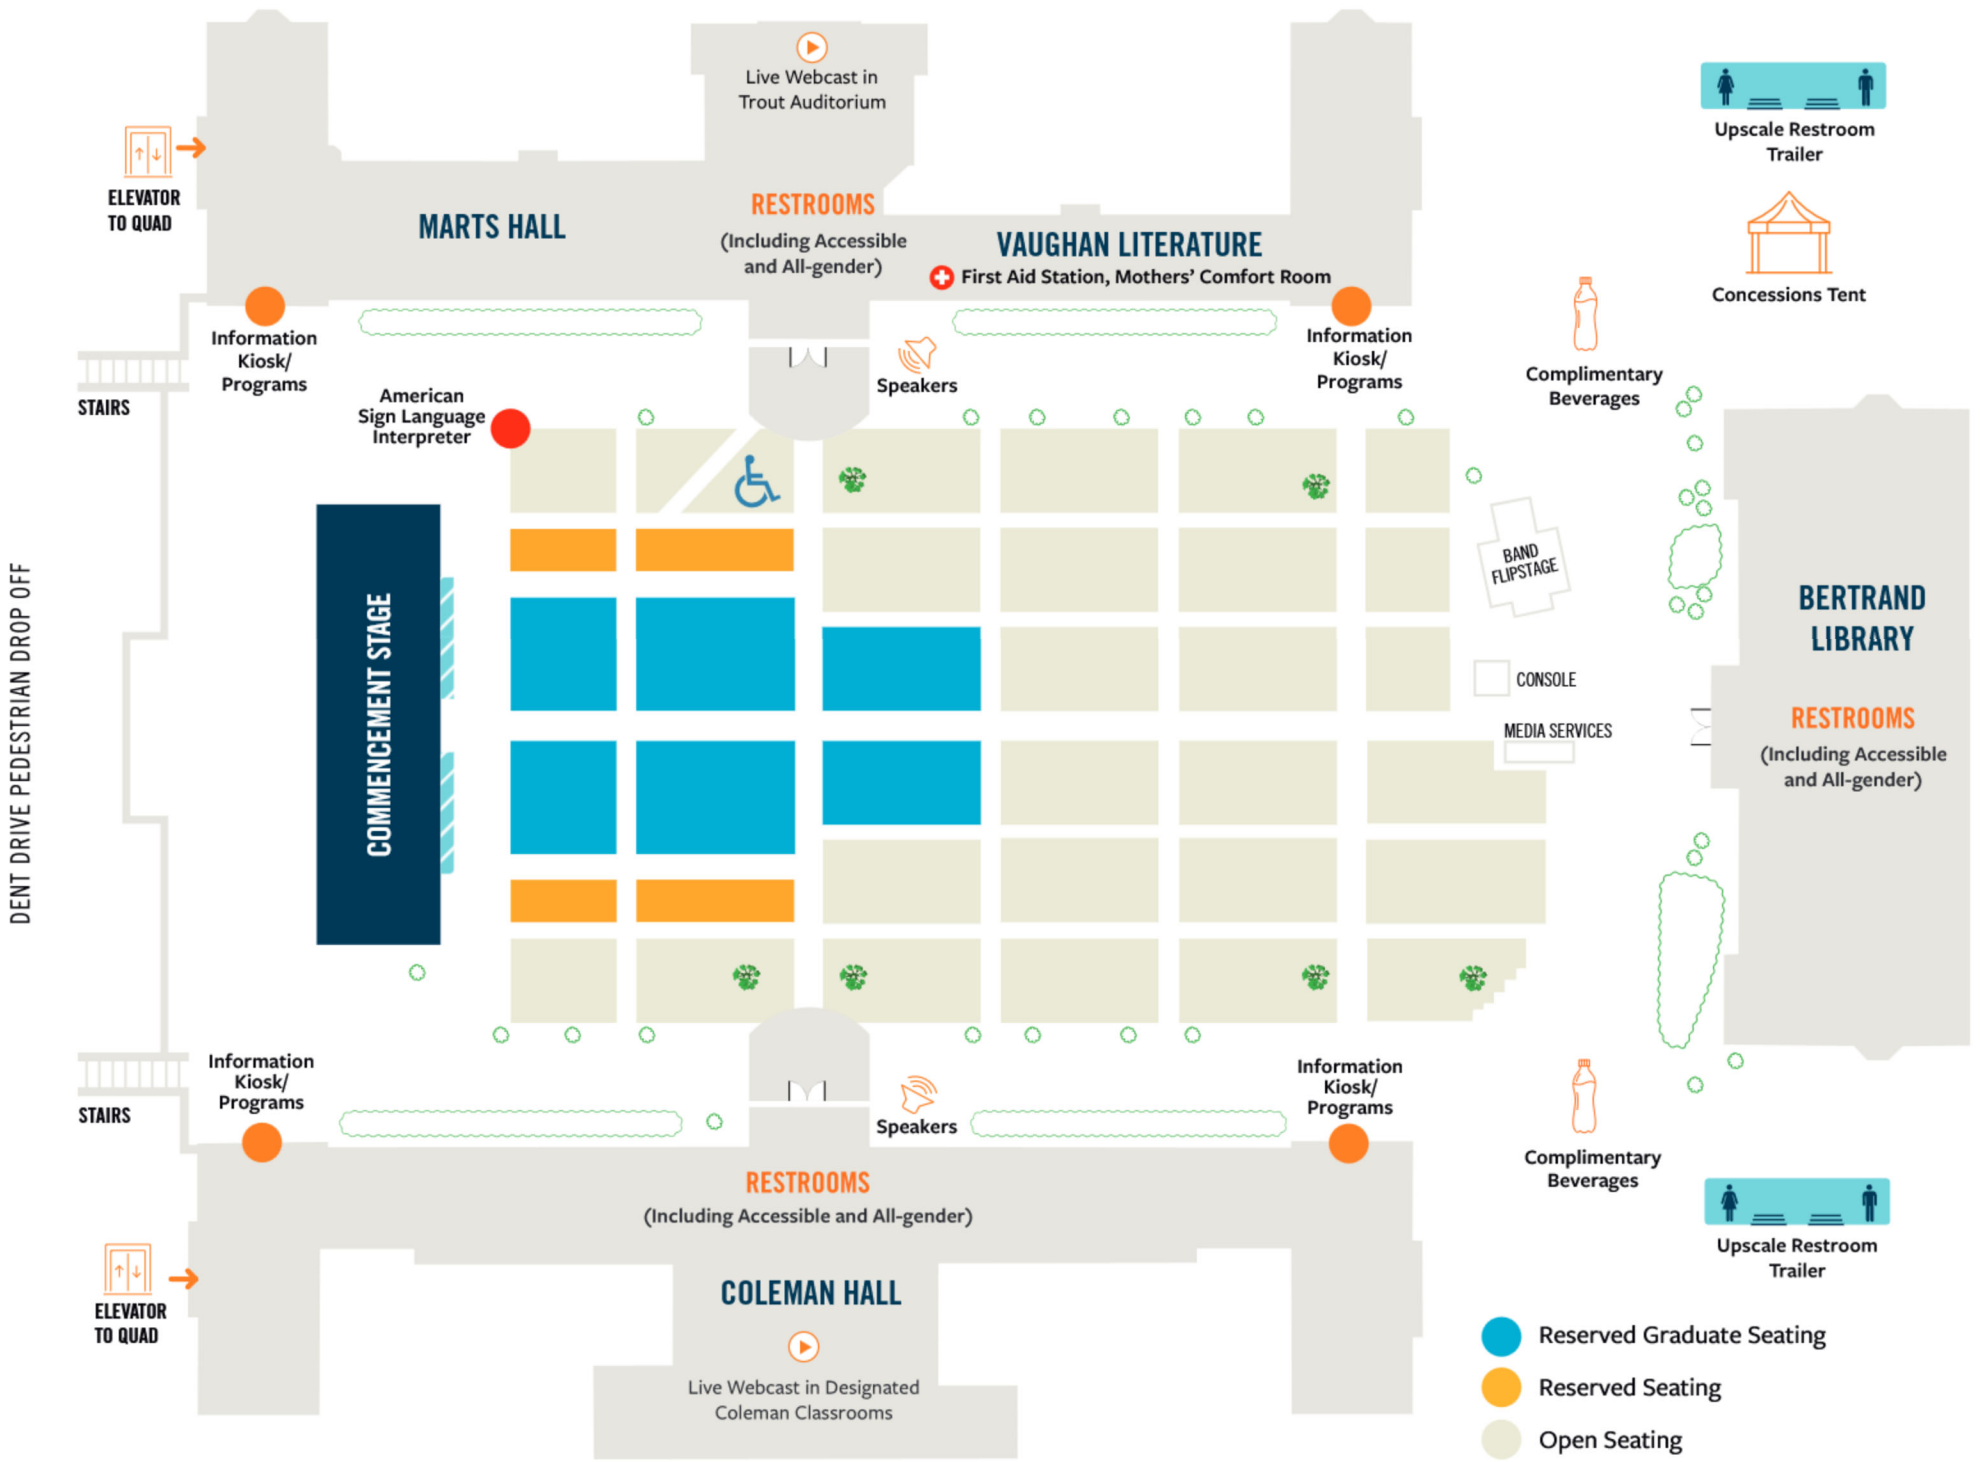 Live Webcast in
Trout Auditorium
Upscale Restroom
Trailer
ELEVATOR
TO QUAD
MARTS HALL
RESTROOMS
(Including Accessible
and All-gender)
VAUGHAN LITERATURE
First Aid Station, Mothers' Comfort Room
Concessions Tent
Information
Kiosk/
Programs
STAIRS
Speakers
Information
Kiosk/
Programs
Complimentary
Beverages
American
Sign Language
Interpreter
DENT DRIVE PEDESTRIAN DROP OFF
COMMENCEMENT STAGE
BAND
FLIPSTAGE
CONSOLE
MEDIA SERVICES
BERTRAND
LIBRARY
RESTROOMS
(Including Accessible
and All-gender)
Information
Kiosk/
Programs
STAIRS
Speakers
Information
Kiosk/
Programs
Complimentary
Beverages
RESTROOMS
(Including Accessible and All-gender)
Upscale Restroom
Trailer
ELEVATOR
TO QUAD
COLEMAN HALL
Live Webcast in Designated
Coleman Classrooms
Reserved Graduate Seating
Reserved Seating
Open Seating